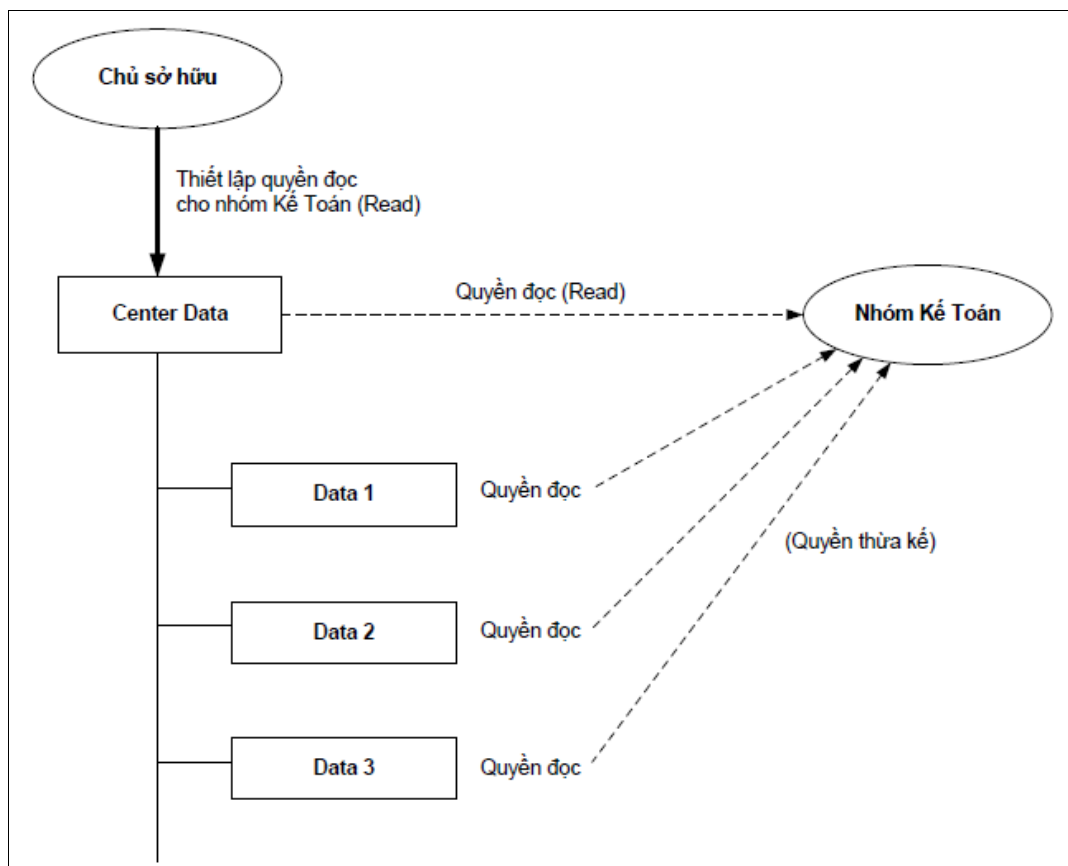 Chủ sở hữu
Thiết lập quyền đọc
cho nhóm Kế Toán (Read)
Center Data
Quyền đọc (Read)
Nhóm Kế Toán
Data 1
Quyền đọc
(Quyền thừa kế)
Data 2
Quyền đọc
Data 3
Quyền đọc